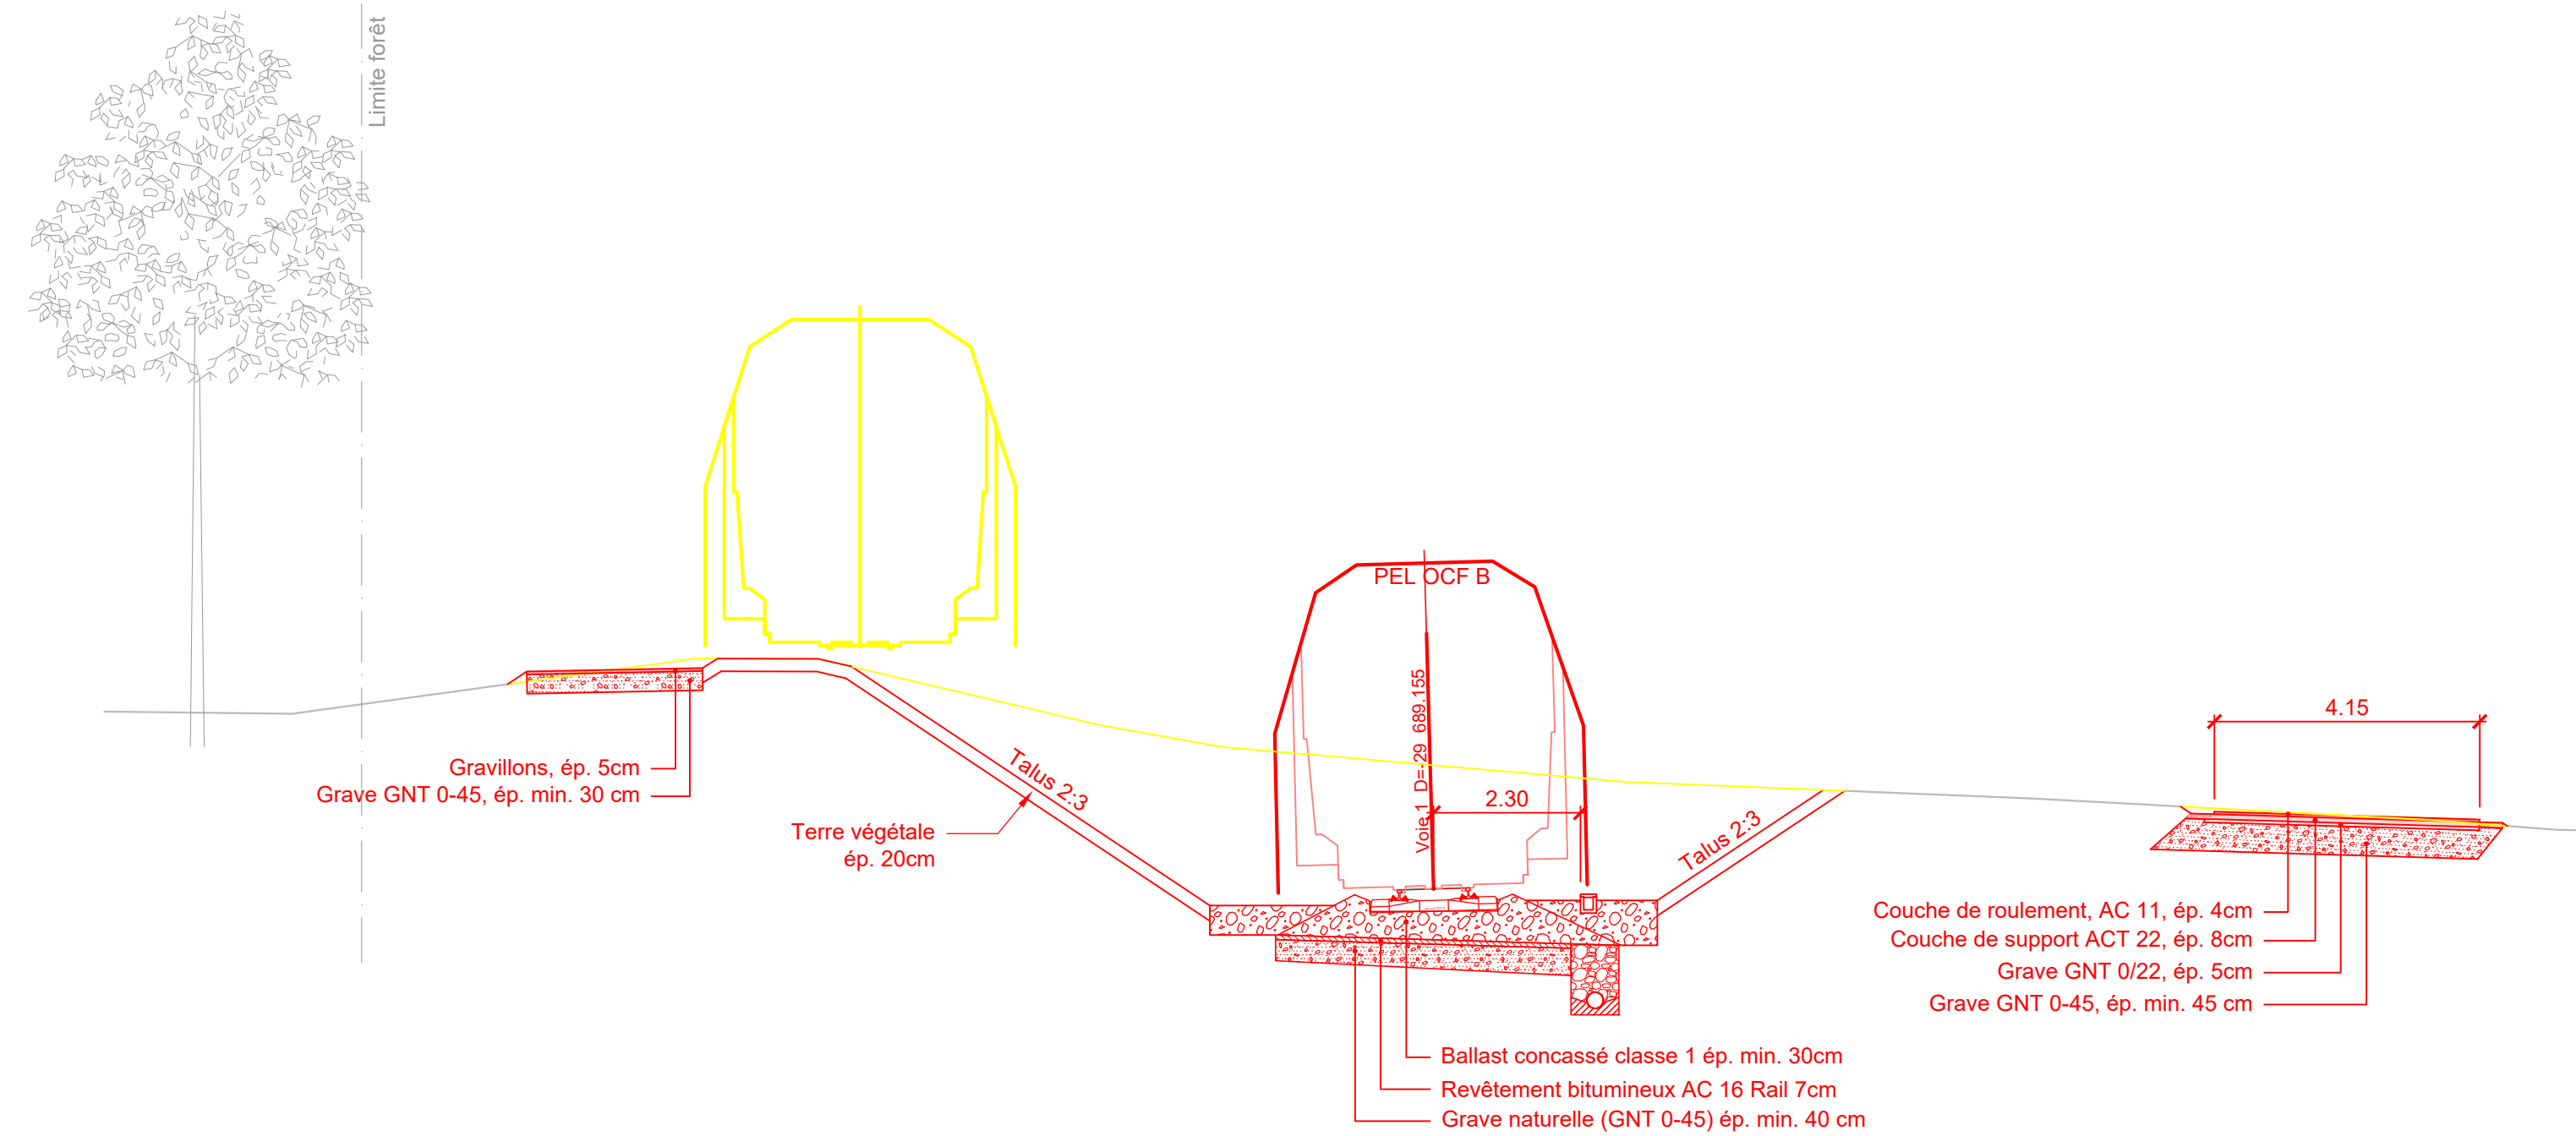 Limite forêt
PEL OCF B
Voie 1 D=-29 689.155
2.30
4.15
Gravillons, ép. 5cm
Grave GNT 0-45, ép. min. 30 cm
Talus 2:3
Terre végétale
ép. 20cm
Talus 2:3
Couche de roulement, AC 11, ép. 4cm
Couche de support ACT 22, ép. 8cm
Grave GNT 0/22, ép. 5cm
Grave GNT 0-45, ép. min. 45 cm
Ballast concassé classe 1 ép. min. 30cm
Revêtement bitumineux AC 16 Rail 7cm
Grave naturelle (GNT 0-45) ép. min. 40 cm